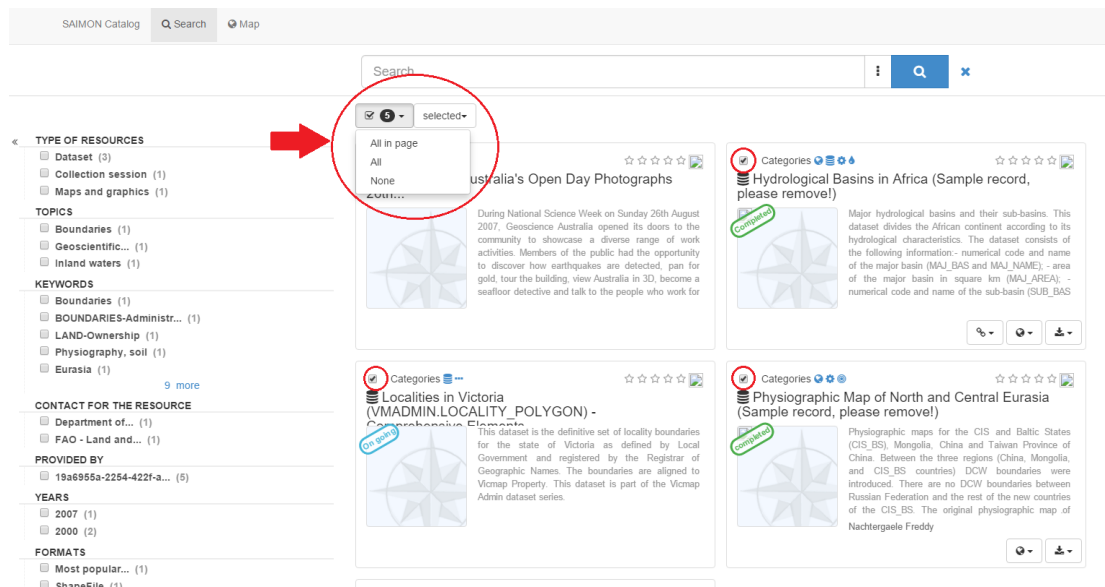 SAIMON Catalog Search Map
Search
5 selected
All in page
All
None
TYPE OF RESOURCES
Dataset (3)
Collection session (1)
Maps and graphics (1)
TOPICS
Boundaries (1)
Geoscientific... (1)
Inland waters (1)
KEYWORDS
Boundaries (1)
BOUNDARIES-Administr... (1)
LAND-Ownership (1)
Physiography, soil (1)
Eurasia (1)
9 more
CONTACT FOR THE RESOURCE
Department of... (1)
FAO - Land and... (1)
PROVIDED BY
19a6955a-2254-422f-a... (5)
YEARS
2007 (1)
2000 (2)
FORMATS
Most popular... (1)
ShapeFile (1)
ustralia's Open Day Photographs
26th...
During National Science Week on Sunday 26th August
2007, Geoscience Australia opened its doors to the
community to showcase a diverse range of work
activities. Members of the public had the opportunity
to discover how earthquakes are detected, pan for
gold, tour the building, view Australia in 3D, become a
seafloor detective and talk to the people who work for
Categories
Hydrological Basins in Africa (Sample record,
please remove!)
Completed
Major hydrological basins and their sub-basins. This
dataset divides the African continent according to its
hydrological characteristics. The dataset consists of
the following information:- numerical code and name
of the major basin (MAJ_BAS and MAJ_NAME); - area
of the major basin in square km (MAJ_AREA); -
numerical code and name of the sub-basin (SUB_BAS
Categories
Localities in Victoria
(VMADMIN.LOCALITY_POLYGON) -
Comprehensive Elements
On going
This dataset is the definitive set of locality boundaries
for the state of Victoria as defined by Local
Government and registered by the Registrar of
Geographic Names. The boundaries are aligned to
Vicmap Property. This dataset is part of the Vicmap
Admin dataset series.
Categories
Physiographic Map of North and Central Eurasia
(Sample record, please remove!)
completed
Physiographic maps for the CIS and Baltic States
(CIS_BS), Mongolia, China and Taiwan Province of
China. Between the three regions (China, Mongolia,
and CIS_BS countries) DCW boundaries were
introduced. There are no DCW boundaries between
Russian Federation and the rest of the new countries
of the CIS_BS. The original physiographic map of
Nachtergaele Freddy